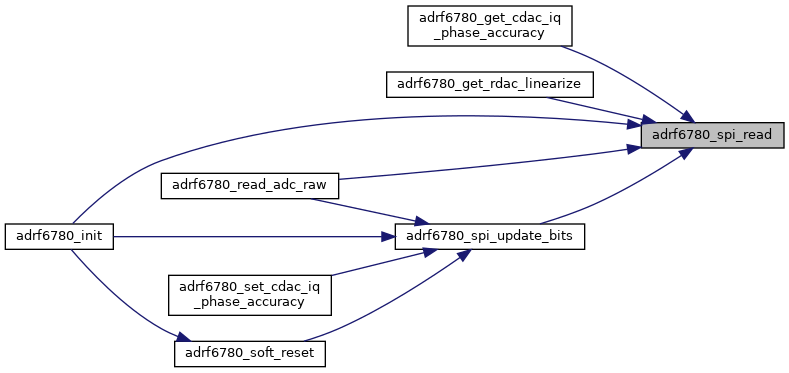 adrf6780_get_cdac_iq
_phase_accuracy
adrf6780_get_rdac_linearize
adrf6780_spi_read
adrf6780_read_adc_raw
adrf6780_init
adrf6780_spi_update_bits
adrf6780_set_cdac_iq
_phase_accuracy
adrf6780_soft_reset